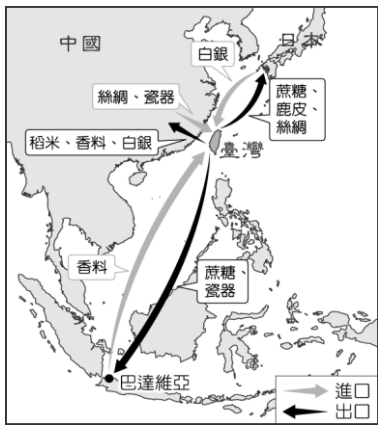 中國
日本
白銀
絲綢、瓷器
蔗糖、
鹿皮、
絲綢
稻米、香料、白銀
臺灣
香料
蔗糖、
瓷器
巴達維亞
進口
出口